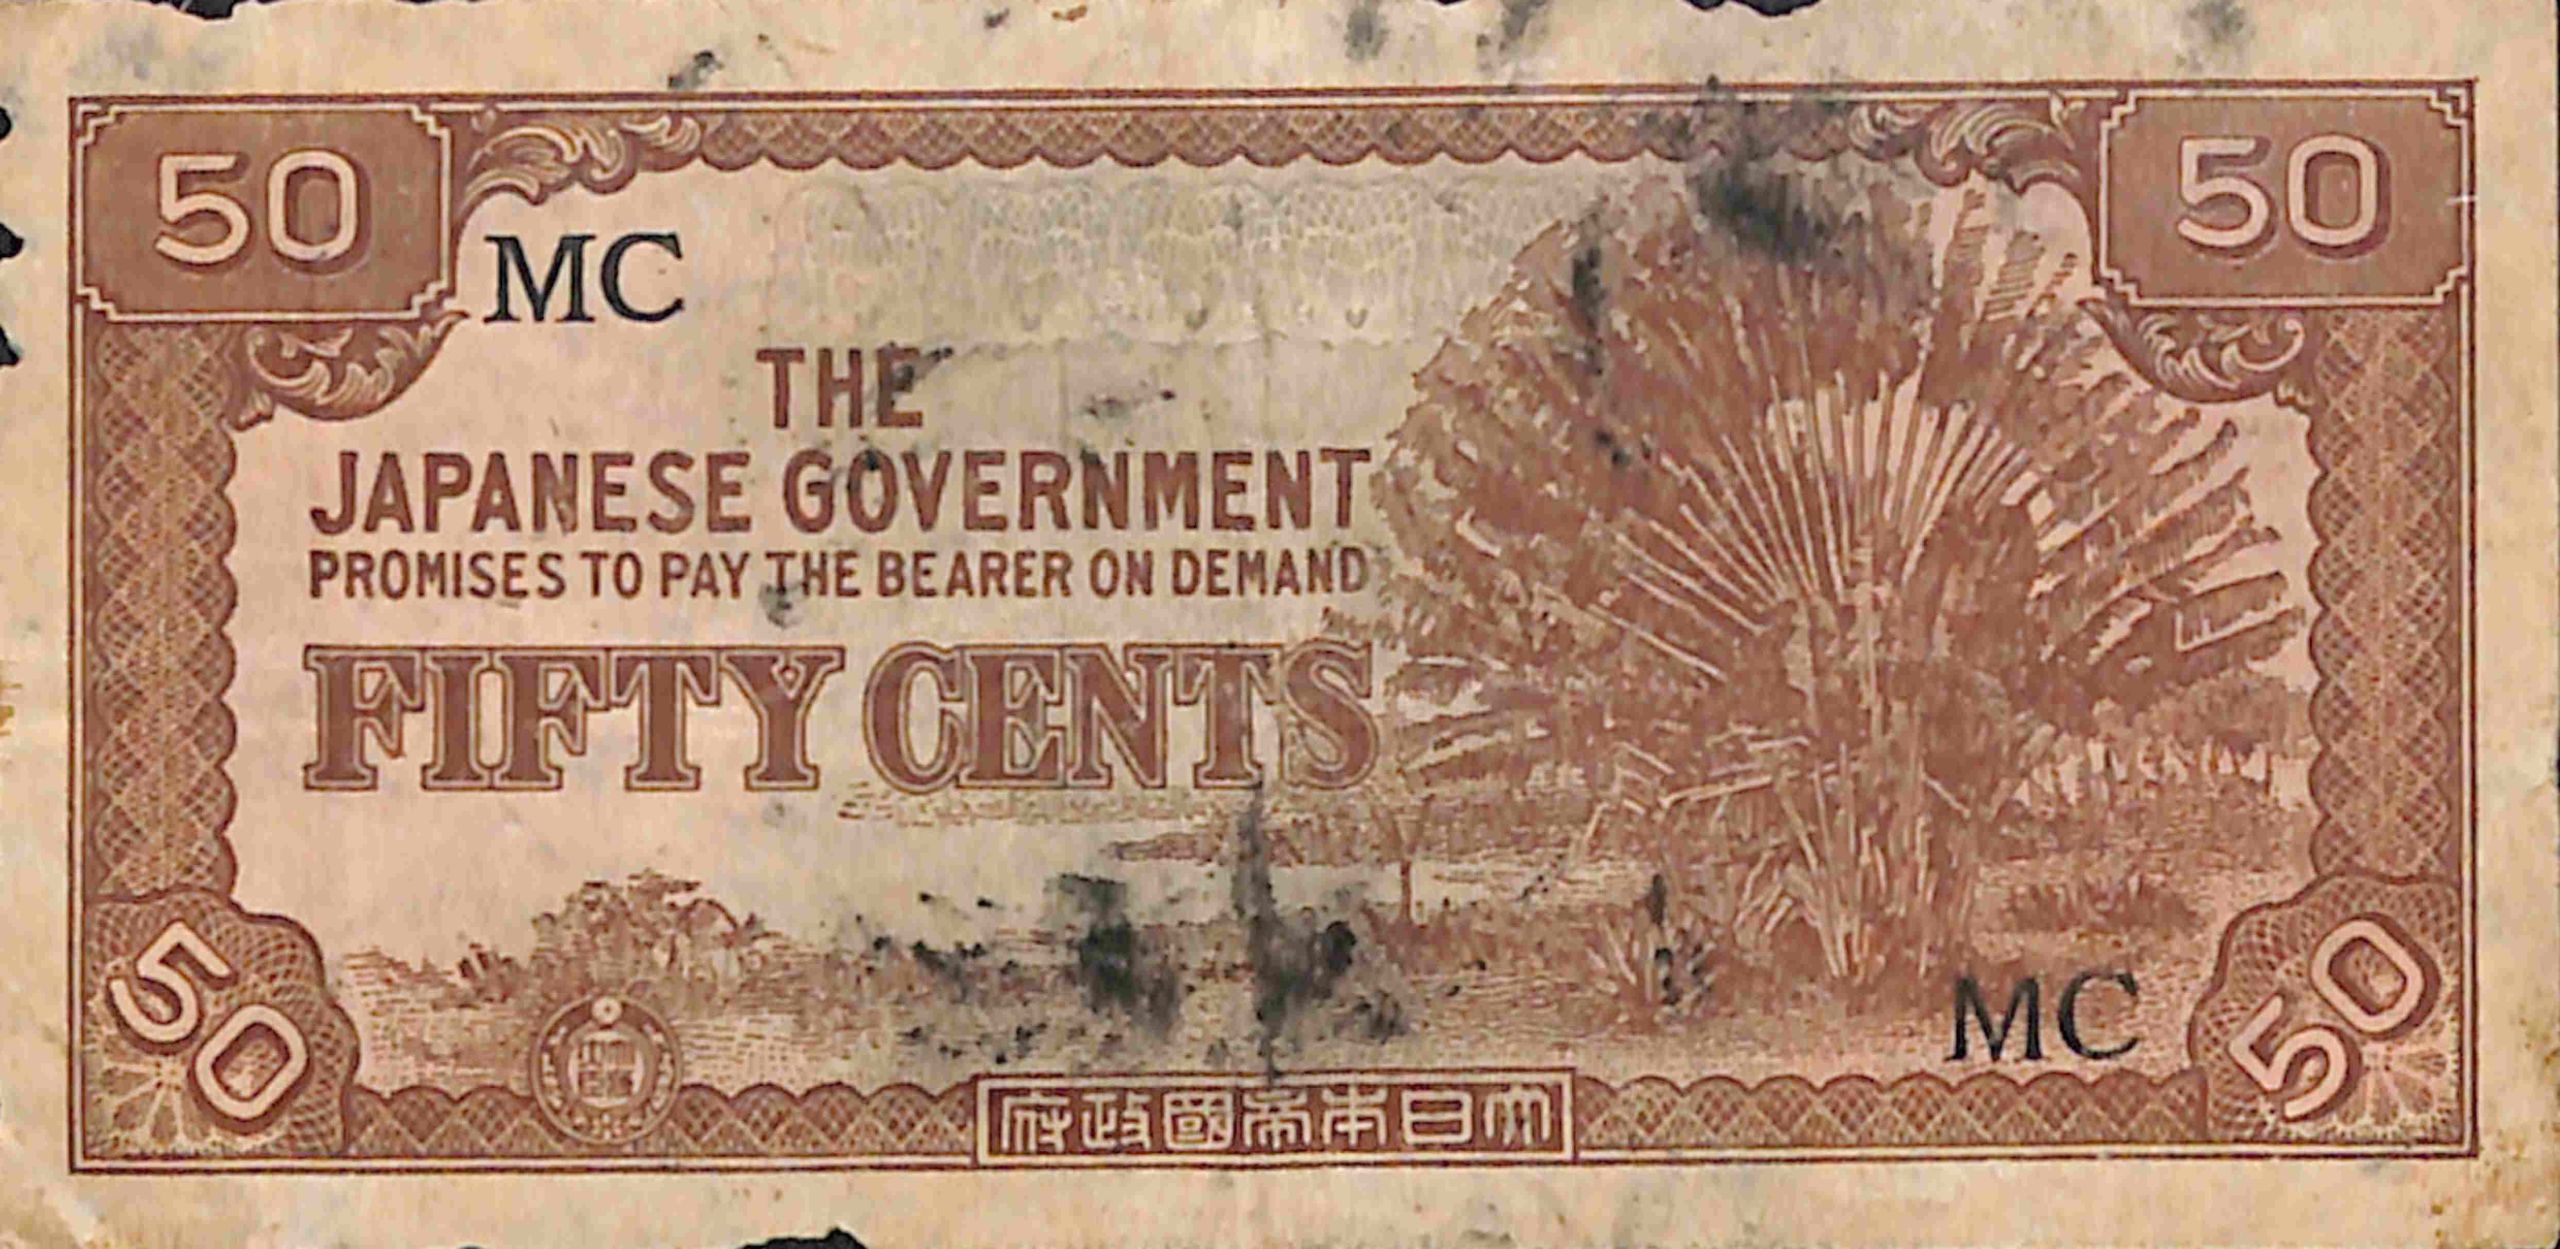 50
50
MC
THE
JAPANESE GOVERNMENT
PROMISES TO PAY THE BEARER ON DEMAND
FIFTY CENTS
50
MC
50
府政國帝本日大